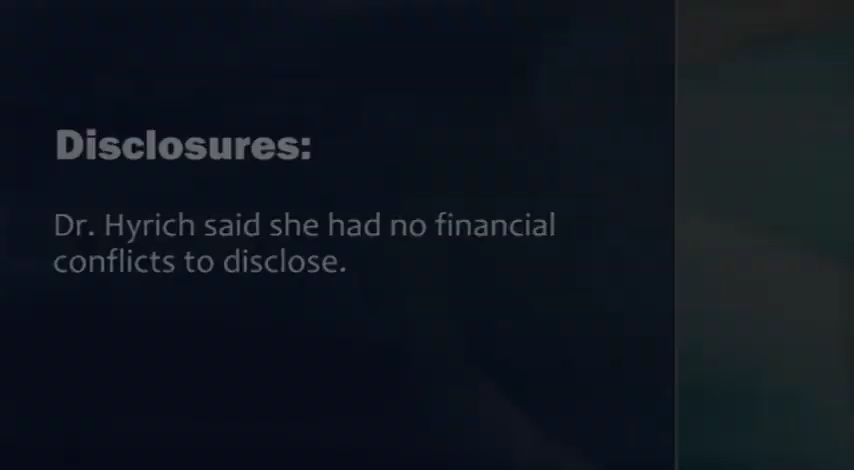 Disclosures:
Dr. Hyrich said she had no financial
conflicts to disclose.